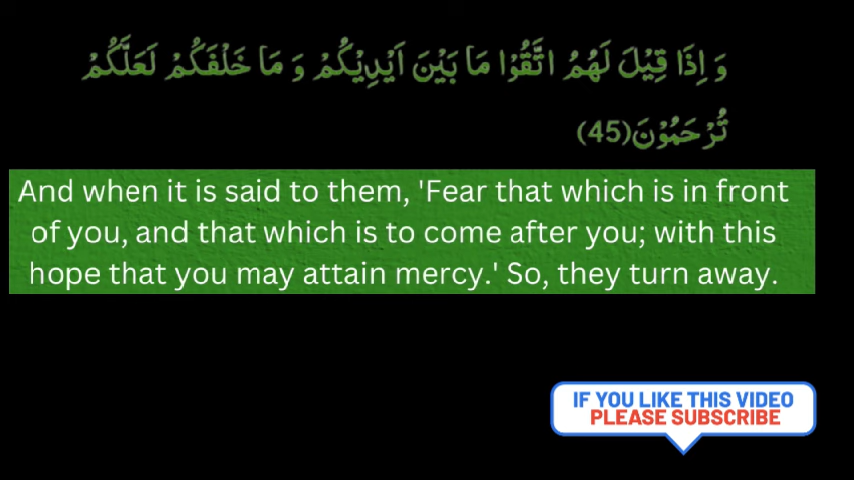 وَ اِذَا قِیْلَ لَهُمُ اتَّقُوْا مَا بَیْنَ اَیْدِیْكُمْ وَ مَا خَلْفَكُمْ لَعَلَّكُمْ
تُرْحَمُوْنَ(45)
And when it is said to them, 'Fear that which is in front
of you, and that which is to come after you; with this
hope that you may attain mercy.' So, they turn away.
IF YOU LIKE THIS VIDEO
PLEASE SUBSCRIBE